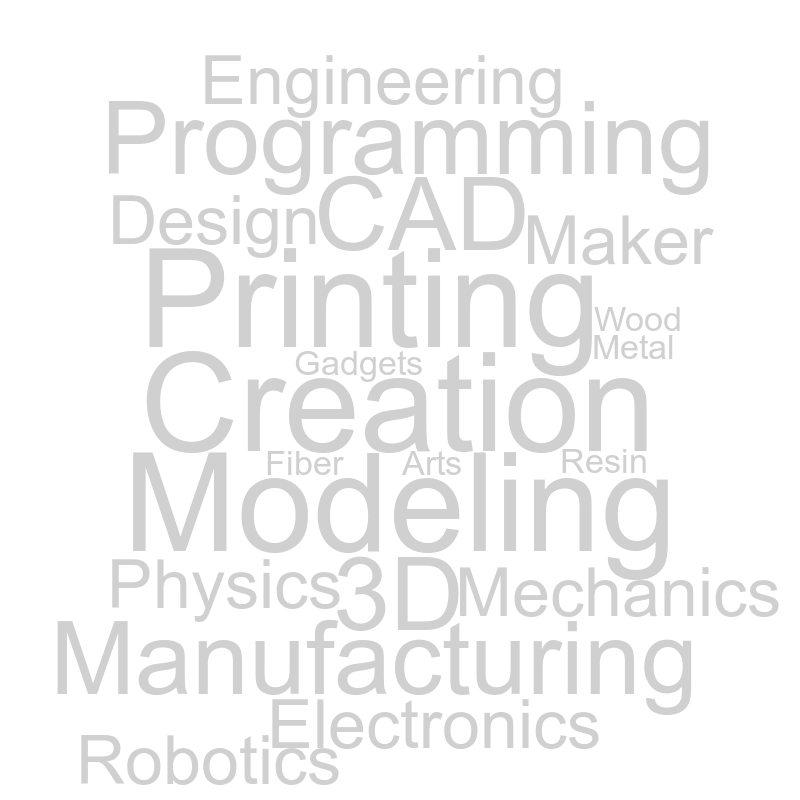 Engineering
Programming
Design CAD Maker
Printing
Wood
Metal
Gadgets
Creation
Fiber Arts Resin
Modeling
Physics 3D Mechanics
Manufacturing
Electronics
Robotics